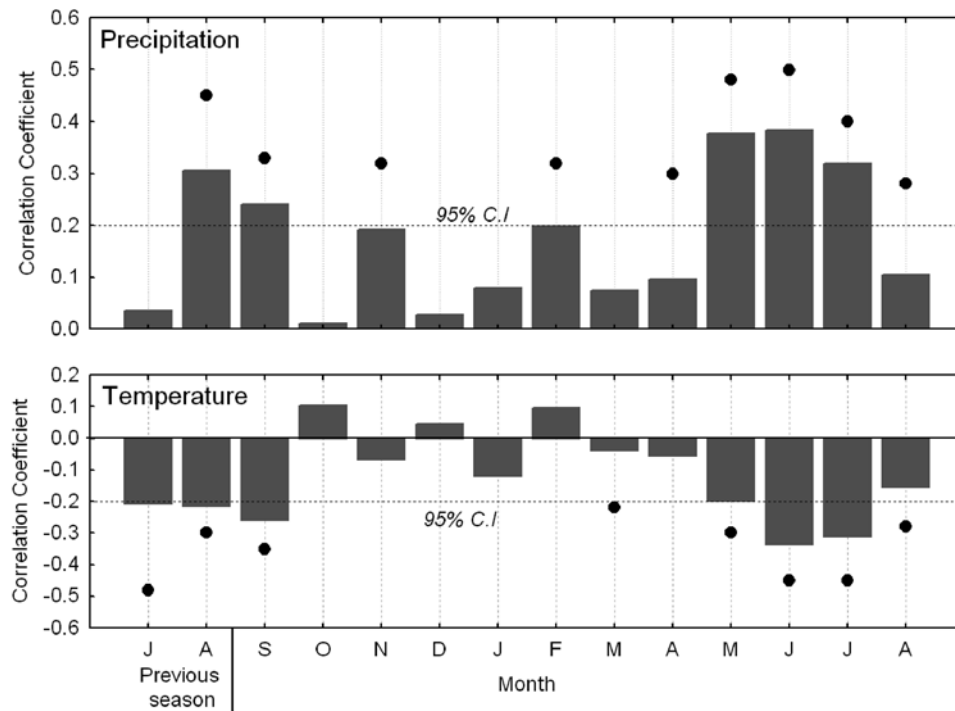 Precipitation
Correlation Coefficient
0.6
0.5
0.4
0.3
0.2
0.1
0.0
95% C.I
Temperature
Correlation Coefficient
0.2
0.1
0.0
-0.1
-0.2
-0.3
-0.4
-0.5
-0.6
95% C.I
J A S O N D J F M A M J J A
Previous
season
Month